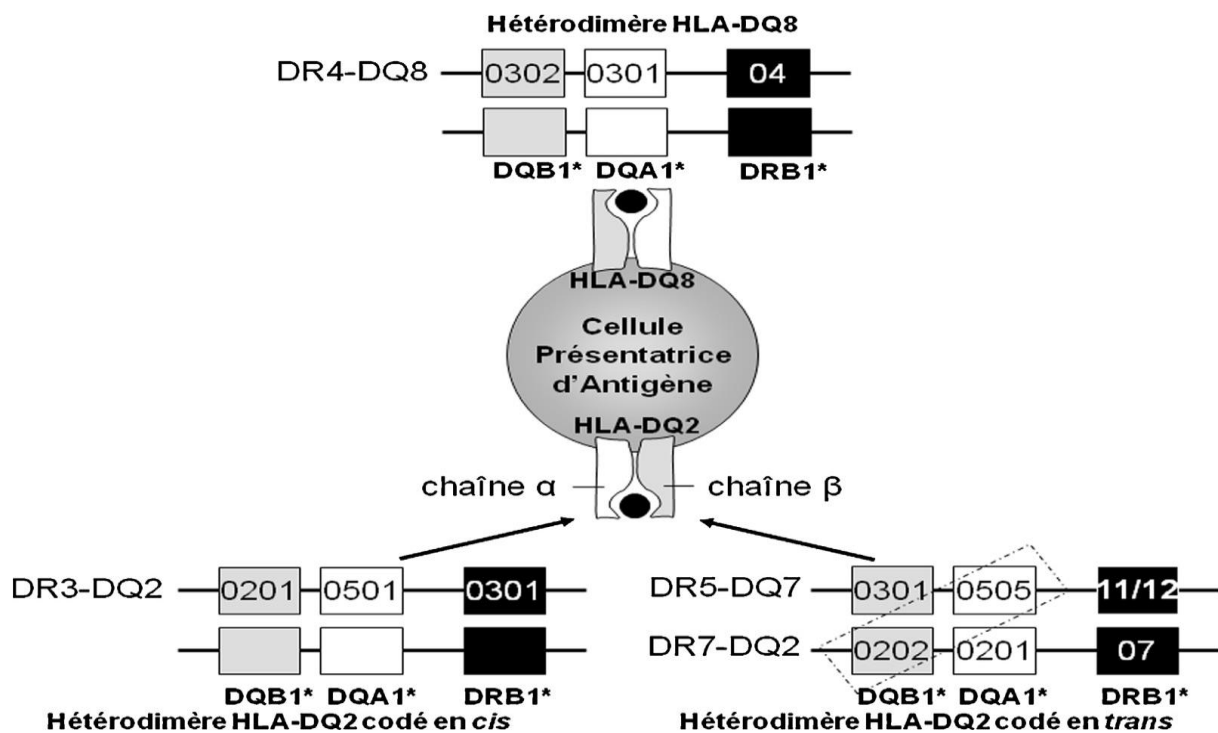 Hétérodimère HLA-DQ8
DR4-DQ8 0302 0301 04
DQB1* DQA1* DRB1*
HLA-DQ8
Cellule
Présentatrice
d'Antigène
HLA-DQ2
chaîne α chaîne β
DR3-DQ2 0201 0501 0301
DQB1* DQA1* DRB1*
Hétérodimère HLA-DQ2 codé en cis
DR5-DQ7 0301 0505 11/12
DR7-DQ2 0202 0201 07
DQB1* DQA1* DRB1*
Hétérodimère HLA-DQ2 codé en trans